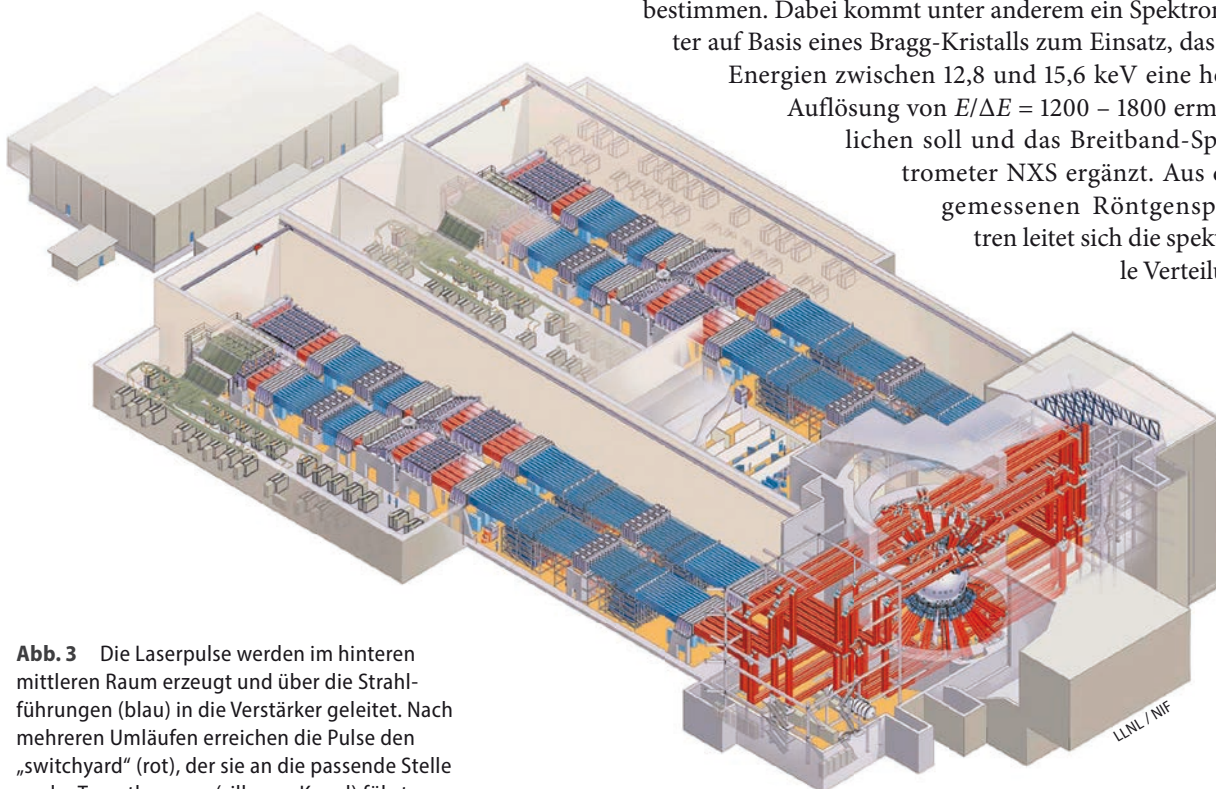 bestimmen. Dabei kommt unter anderem ein Spektrom
ter auf Basis eines Bragg-Kristalls zum Einsatz, das
Energien zwischen 12,8 und 15,6 keV eine h
Auflösung von E/ΔE = 1200 – 1800 erm
lichen soll und das Breitband-Sp
trometer NXS ergänzt. Aus
gemessenen Röntgensp
tren leitet sich die spekt
le Verteilu
Abb. 3 Die Laserpulse werden im hinteren
mittleren Raum erzeugt und über die Strahl-
führungen (blau) in die Verstärker geleitet. Nach
mehreren Umläufen erreichen die Pulse den
„switchyard“ (rot), der sie an die passende Stelle
LLNL / NIF